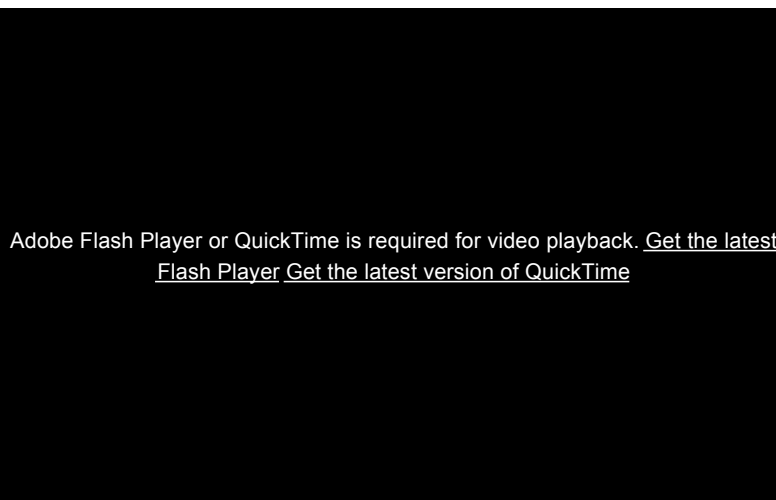 Adobe Flash Player or QuickTime is required for video playback. Get the latest
Flash Player Get the latest version of QuickTime